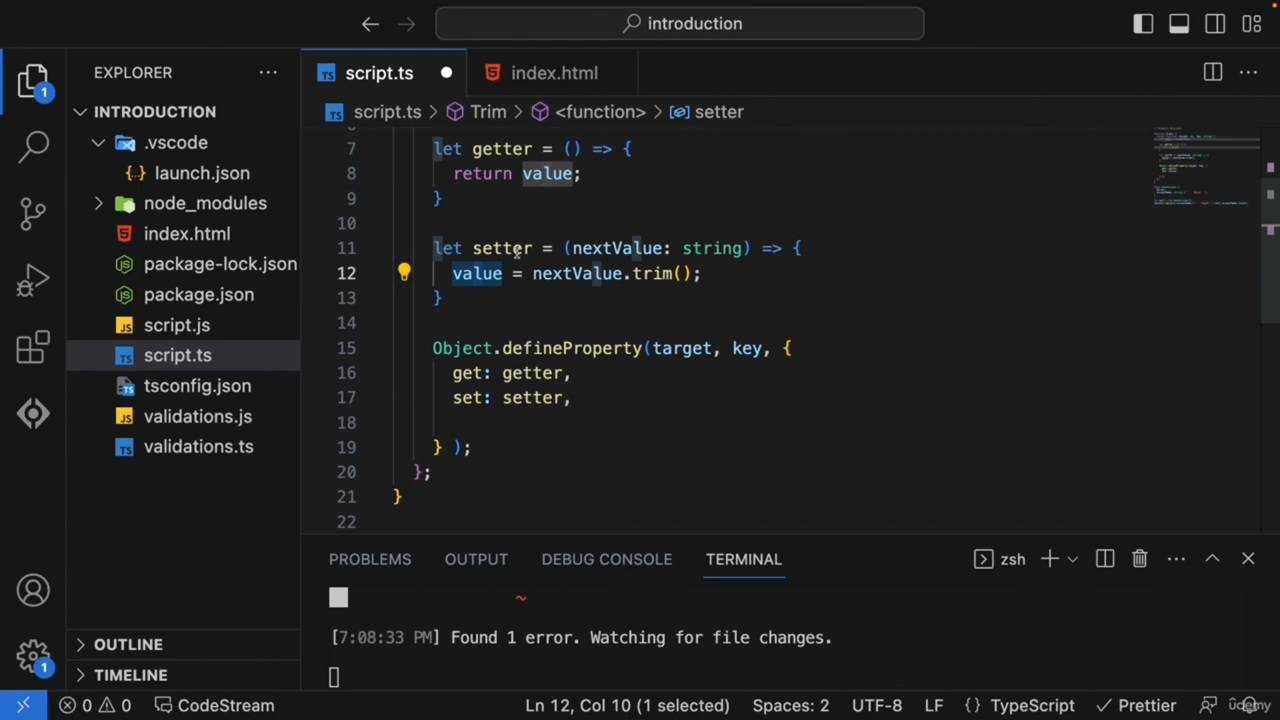 introduction
EXPLORER
script.ts
index.html
INTRODUCTION
script.ts > Trim > <function> > setter
.vscode
launch.json
node_modules
index.html
package-lock.json
package.json
script.js
script.ts
tsconfig.json
validations.js
validations.ts
OUTLINE
TIMELINE
1
1
7 let getter = () => {
8 return value;
9 }
10
11 let setter = (nextValue: string) => {
12 value = nextValue.trim();
13 }
14
15 Object.defineProperty(target, key, {
16 get: getter,
17 set: setter,
18
19 } );
20 };
21 }
22
PROBLEMS OUTPUT DEBUG CONSOLE TERMINAL zsh
~
[7:08:33 PM] Found 1 error. Watching for file changes.
0 0 CodeStream Ln 12, Col 10 (1 selected) Spaces: 2 UTF-8 LF {} TypeScript Prettier
udemy